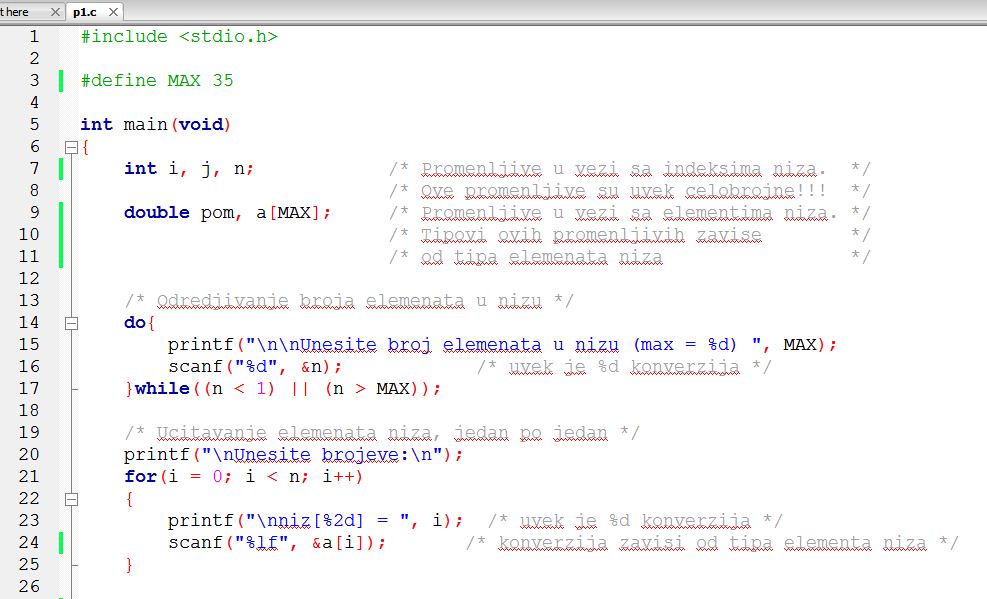 t here p1.c
1 #include <stdio.h>
2
3 #define MAX 35
4
5 int main(void)
6 {
7 int i, j, n; /* Promenljive u vezi sa indeksima niza. */
8 /* Ove promenljive su uvek celobrojne!!! */
9 double pom, a[MAX]; /* Promenljive u vezi sa elementima niza. */
10 /* Tipovi ovih promenljivih zavise */
11 /* od tipa elemenata niza */
12
13 /* Odredjivanje broja elemenata u nizu */
14 do{
15 printf("\n\nUnesite broj elemenata u nizu (max = %d) ", MAX);
16 scanf("%d", &n); /* uvek je %d konverzija */
17 }while((n < 1) || (n > MAX));
18
19 /* Ucitavanje elemenata niza, jedan po jedan */
20 printf("\nUnesite brojeve:\n");
21 for(i = 0; i < n; i++)
22 {
23 printf("\nniz[%2d] = ", i); /* uvek je %d konverzija */
24 scanf("%lf", &a[i]); /* konverzija zavisi od tipa elementa niza */
25 }
26